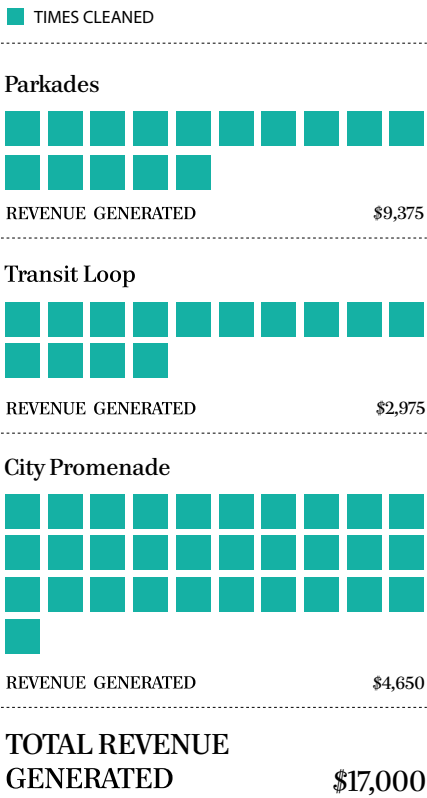 TIMES CLEANED
Parkades
REVENUE GENERATED $9,375
Transit Loop
REVENUE GENERATED $2,975
City Promenade
REVENUE GENERATED $4,650
TOTAL REVENUE
GENERATED $17,000